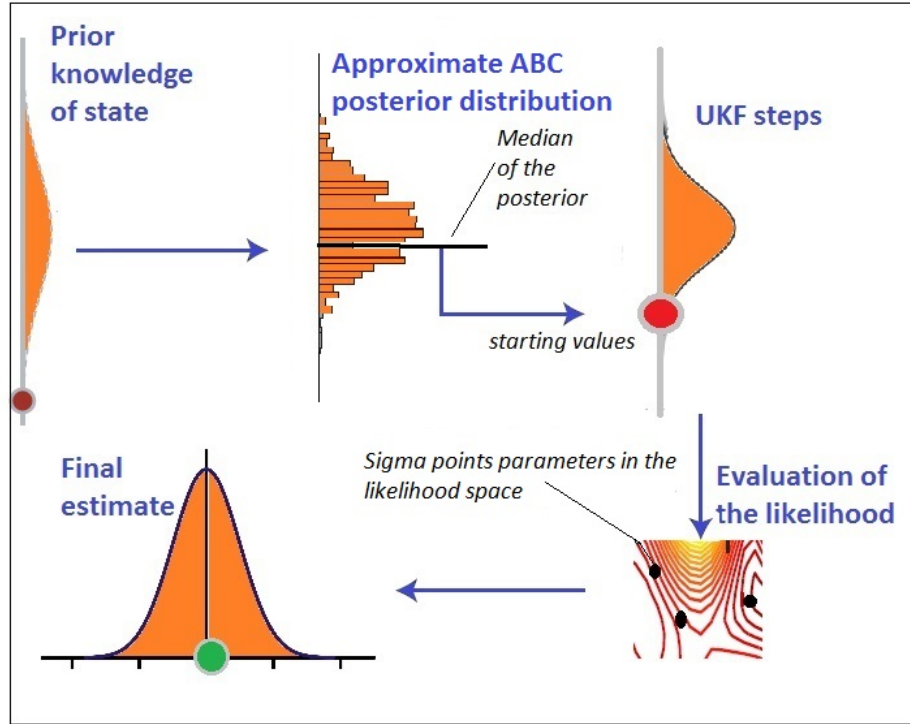 Prior
knowledge
of state
Approximate ABC
posterior distribution
Median
of the
posterior
UKF steps
starting values
Final
estimate
Sigma points parameters in the
likelihood space
Evaluation of
the likelihood